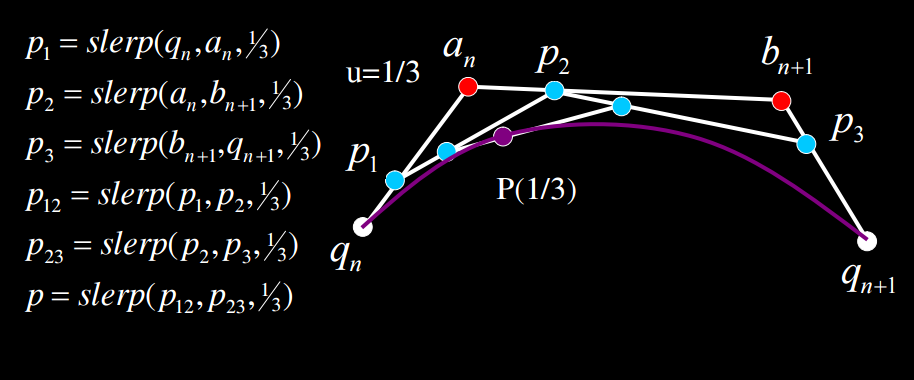 p₁ = slerp(qₙ,aₙ,⅓)
p₂ = slerp(aₙ,bₙ₊₁,⅓)
p₃ = slerp(bₙ₊₁,qₙ₊₁,⅓)
p₁₂ = slerp(p₁,p₂,⅓)
p₂₃ = slerp(p₂,p₃,⅓)
p = slerp(p₁₂,p₂₃,⅓)
u=1/3
aₙ
p₂
bₙ₊₁
p₁
p₃
P(1/3)
qₙ
qₙ₊₁